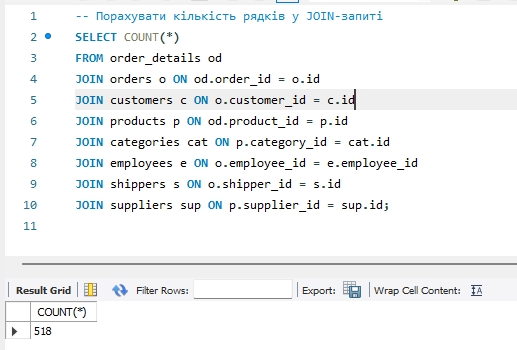 1 -- Порахувати кількість рядків у JOIN-запиті
2 SELECT COUNT(*)
3 FROM order_details od
4 JOIN orders o ON od.order_id = o.id
5 JOIN customers c ON o.customer_id = c.id
6 JOIN products p ON od.product_id = p.id
7 JOIN categories cat ON p.category_id = cat.id
8 JOIN employees e ON o.employee_id = e.employee_id
9 JOIN shippers s ON o.shipper_id = s.id
10 JOIN suppliers sup ON p.supplier_id = sup.id;
11
Result Grid Filter Rows: Export: Wrap Cell Content:
COUNT(*)
518